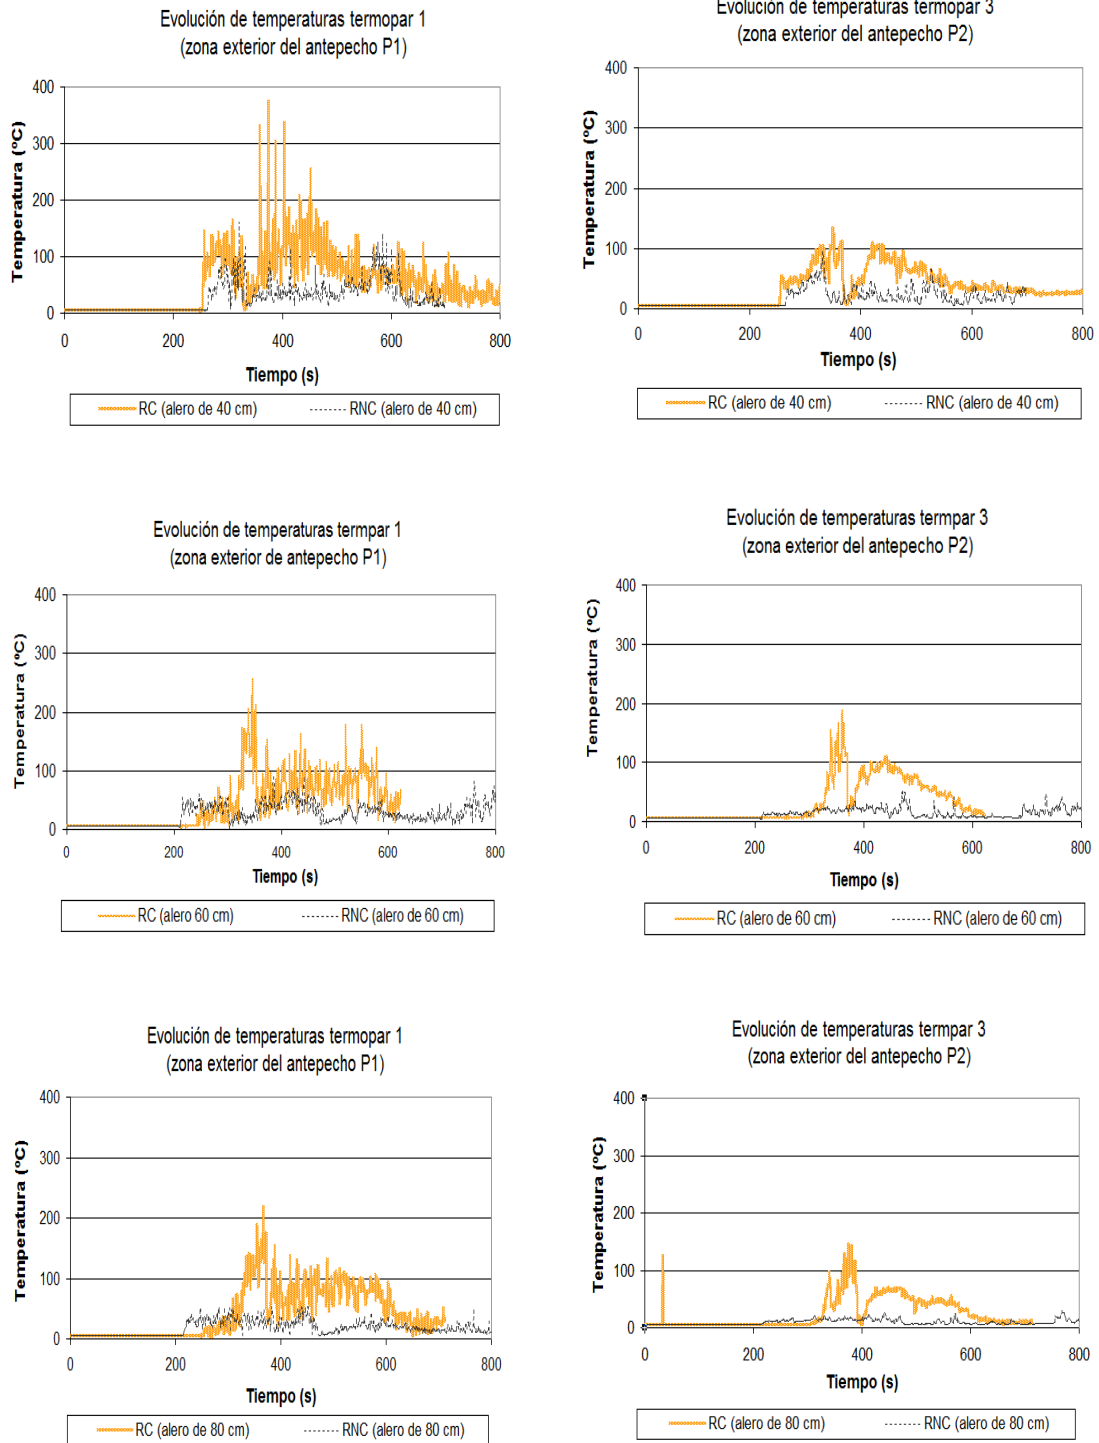 Evolución de temperaturas termopar 1
(zona exterior del antepecho P1)
400
300
200
100
0
Temperatura (ºC)
0 200 400 600 800
Tiempo (s)
RC (alero de 40 cm) RNC (alero de 40 cm)
Evolución de temperaturas termopar 3
(zona exterior del antepecho P2)
400
300
200
100
0
Temperatura (ºC)
0 200 400 600 800
Tiempo (s)
RC (alero de 40 cm) RNC (alero de 40 cm)
Evolución de temperaturas termpar 1
(zona exterior de antepecho P1)
400
300
200
100
0
Temperatura (ºC)
0 200 400 600 800
Tiempo (s)
RC (alero 60 cm) RNC (alero de 60 cm)
Evolución de temperaturas termpar 3
(zona exterior del antepecho P2)
400
300
200
100
0
Temperatura (ºC)
0 200 400 600 800
Tiempo (s)
RC (alero de 60 cm) RNC (alero de 60 cm)
Evolución de temperaturas termopar 1
(zona exterior del antepecho P1)
400
300
200
100
0
Temperatura (ºC)
0 200 400 600 800
Tiempo (s)
RC (alero de 80 cm) RNC (alero de 80 cm)
Evolución de temperaturas termpar 3
(zona exterior del antepecho P2)
400
300
200
100
0
Temperatura (ºC)
0 200 400 600 800
Tiempo (s)
RC (alero de 80 cm) RNC (alero de 80 cm)